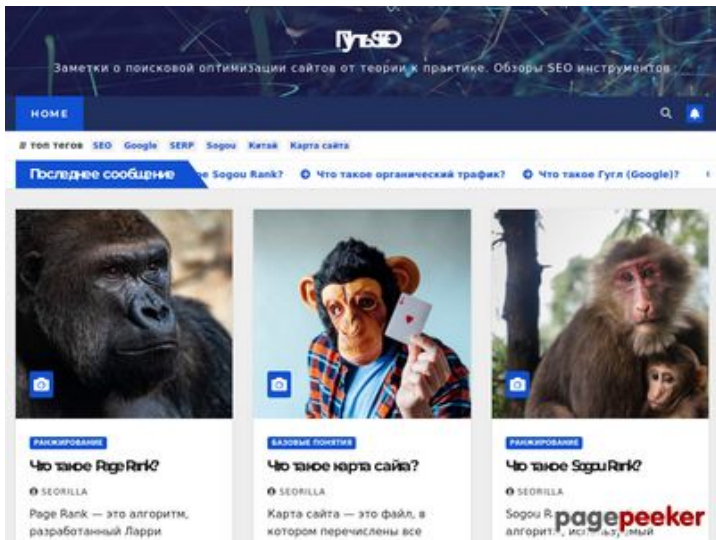 ПутьSEO
Заметки о поисковой оптимизации сайтов от теории к практике. Обзоры SEO инструментов
HOME
# ТОП ТЕГОВ SEO Google SERP Sogou Китай Карта сайта
Последнее сообщение Sogou Rank? Что такое органический трафик? Что такое Гугл (Google)?
РАНЖИРОВАНИЕ
Что такое Page Rank?
SEORILLA
Page Rank — это алгоритм,
разработанный Ларри
БАЗОВЫЕ ПОНЯТИЯ
Что такое карта сайта?
SEORILLA
Карта сайта — это файл, в
котором перечислены все
РАНЖИРОВАНИЕ
Что такое Sogou Rank?
SEORILLA
Sogou
pagepeeker